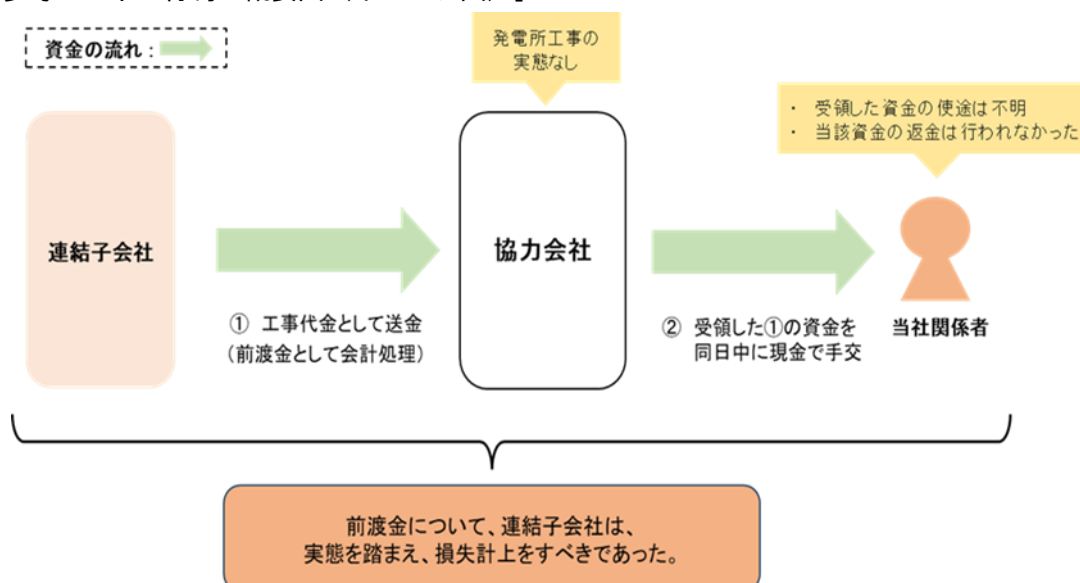 資金の流れ：
発電所工事の
実態なし
・ 受領した資金の使途は不明
・ 当該資金の返金は行われなかった
連結子会社
協力会社
① 工事代金として送金
（前渡金として会計処理）
② 受領した①の資金を
同日中に現金で手交
当社関係者
前渡金について、連結子会社は、
実態を踏まえ、損失計上をすべきであった。